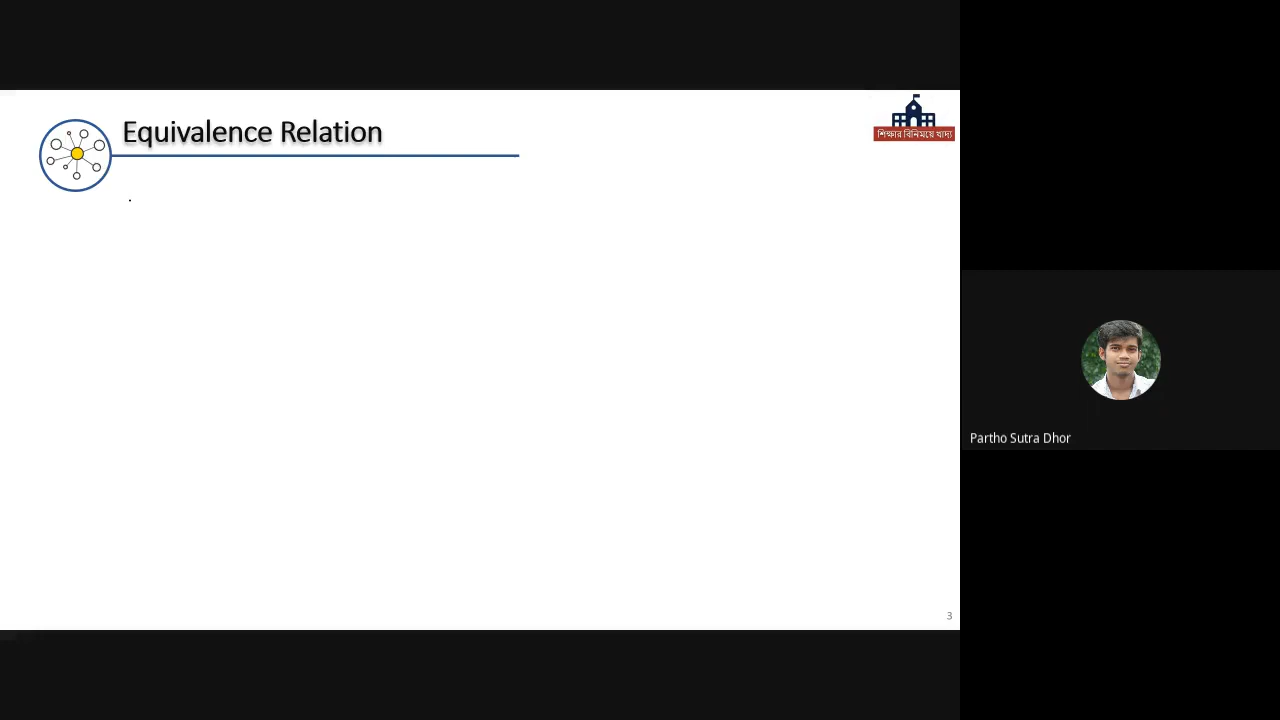 Equivalence Relation
শিক্ষার বিনিময়ে খাদ্য
Partho Sutra Dhor
3